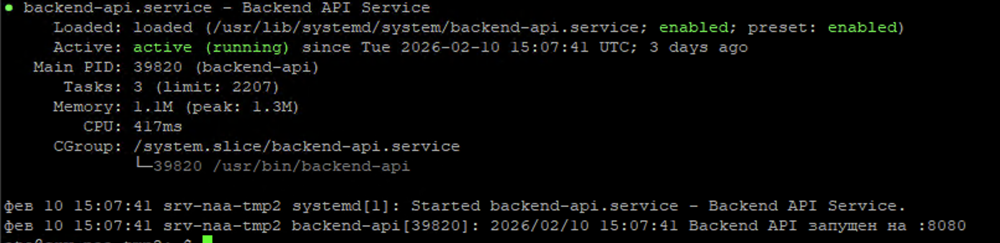 ● backend-api.service - Backend API Service
Loaded: loaded (/usr/lib/systemd/system/backend-api.service; enabled; preset: enabled)
Active: active (running) since Tue 2026-02-10 15:07:41 UTC; 3 days ago
Main PID: 39820 (backend-api)
Tasks: 3 (limit: 2207)
Memory: 1.1M (peak: 1.3M)
CPU: 417ms
CGroup: /system.slice/backend-api.service
└─39820 /usr/bin/backend-api
фев 10 15:07:41 srv-naa-tmp2 systemd[1]: Started backend-api.service - Backend API Service.
фев 10 15:07:41 srv-naa-tmp2 backend-api[39820]: 2026/02/10 15:07:41 Backend API запущен на :8080